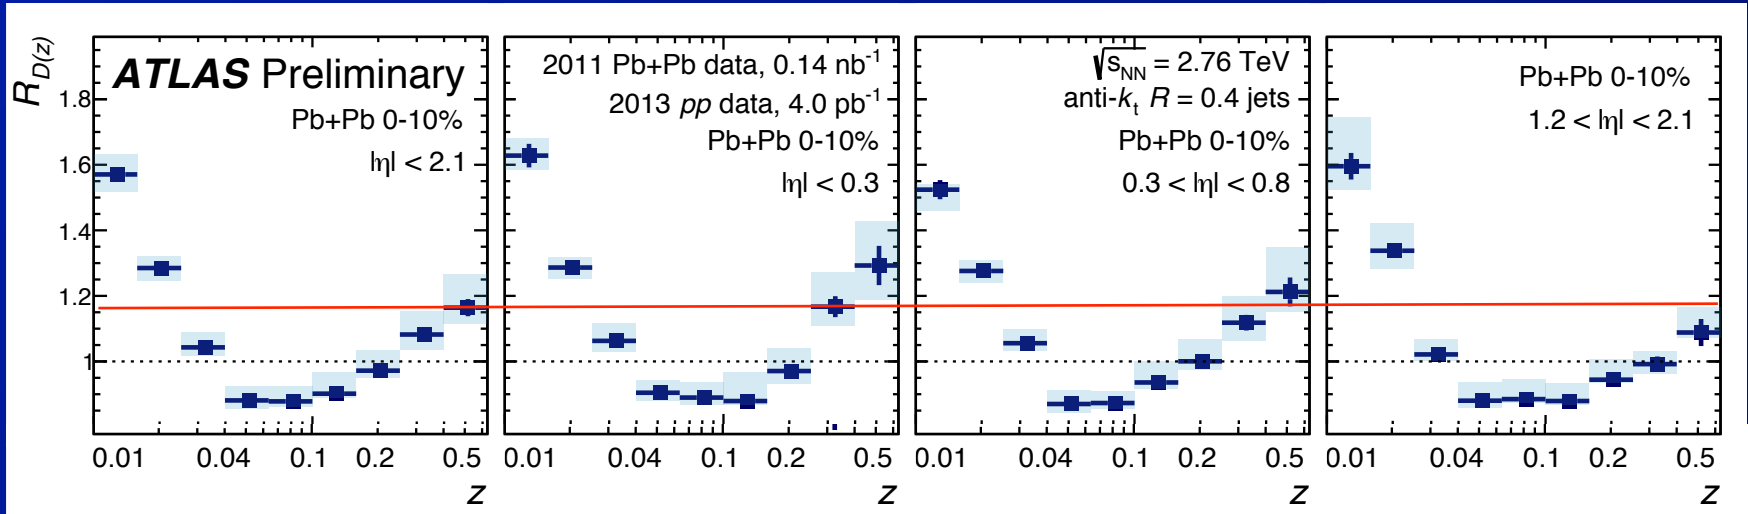 R_{D(z)}
1.8
1.6
1.4
1.2
1
ATLAS Preliminary
Pb+Pb 0-10%
|η| < 2.1
0.01 0.04 0.1 0.2 0.5
z
2011 Pb+Pb data, 0.14 nb⁻¹
2013 pp data, 4.0 pb⁻¹
Pb+Pb 0-10%
|η| < 0.3
0.01 0.04 0.1 0.2 0.5
z
√s_NN = 2.76 TeV
anti-k_t R = 0.4 jets
Pb+Pb 0-10%
0.3 < |η| < 0.8
0.01 0.04 0.1 0.2 0.5
z
Pb+Pb 0-10%
1.2 < |η| < 2.1
0.01 0.04 0.1 0.2 0.5
z